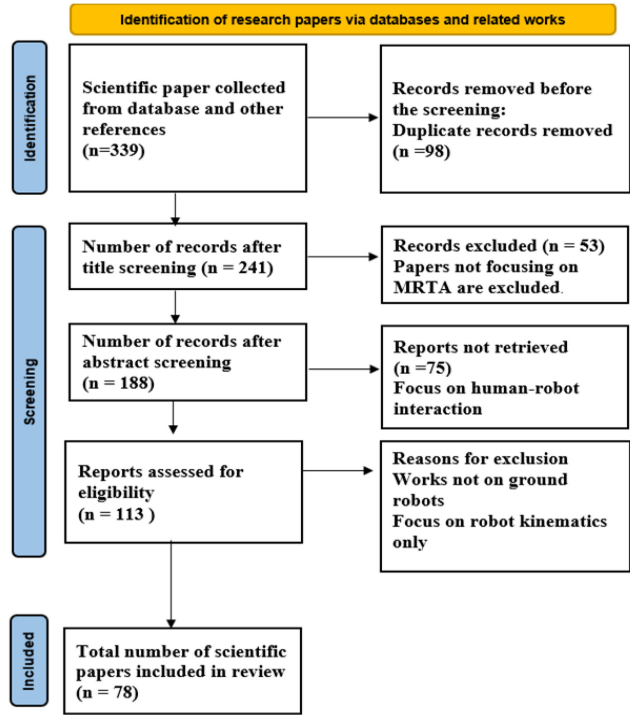 Identification of research papers via databases and related works
Identification
Scientific paper collected
from database and other
references
(n=339)
Records removed before
the screening:
Duplicate records removed
(n =98)
Screening
Number of records after
title screening (n = 241)
Records excluded (n = 53)
Papers not focusing on
MRTA are excluded.
Number of records after
abstract screening
(n = 188)
Reports not retrieved
(n =75)
Focus on human-robot
interaction
Reports assessed for
eligibility
(n = 113 )
Reasons for exclusion
Works not on ground
robots
Focus on robot kinematics
only
Included
Total number of scientific
papers included in review
(n = 78)